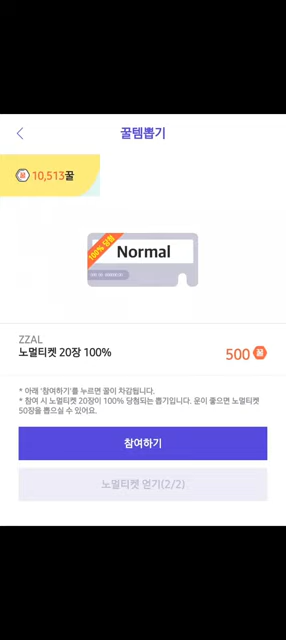 꿀템뽑기
꿀 10,513꿀
100% 당첨
Normal
ZZAL
노멀티켓 20장 100%
500 꿀
* 아래 '참여하기'를 누르면 꿀이 차감됩니다.
* 참여 시 노멀티켓 20장이 100% 당첨되는 뽑기입니다. 운이 좋으면 노멀티켓
50장을 뽑으실 수 있어요.
참여하기
노멀티켓 얻기(2/2)